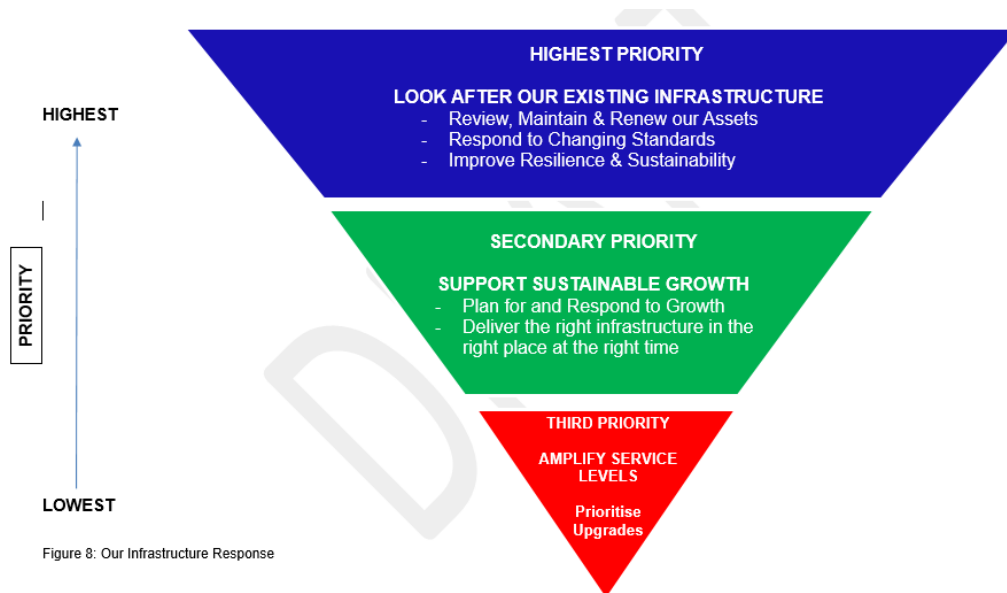 HIGHEST PRIORITY
LOOK AFTER OUR EXISTING INFRASTRUCTURE
- Review, Maintain & Renew our Assets
- Respond to Changing Standards
- Improve Resilience & Sustainability
HIGHEST
SECONDARY PRIORITY
SUPPORT SUSTAINABLE GROWTH
- Plan for and Respond to Growth
- Deliver the right infrastructure in the
right place at the right time
PRIORITY
THIRD PRIORITY
AMPLIFY SERVICE
LEVELS
Prioritise
Upgrades
LOWEST
Figure 8: Our Infrastructure Response